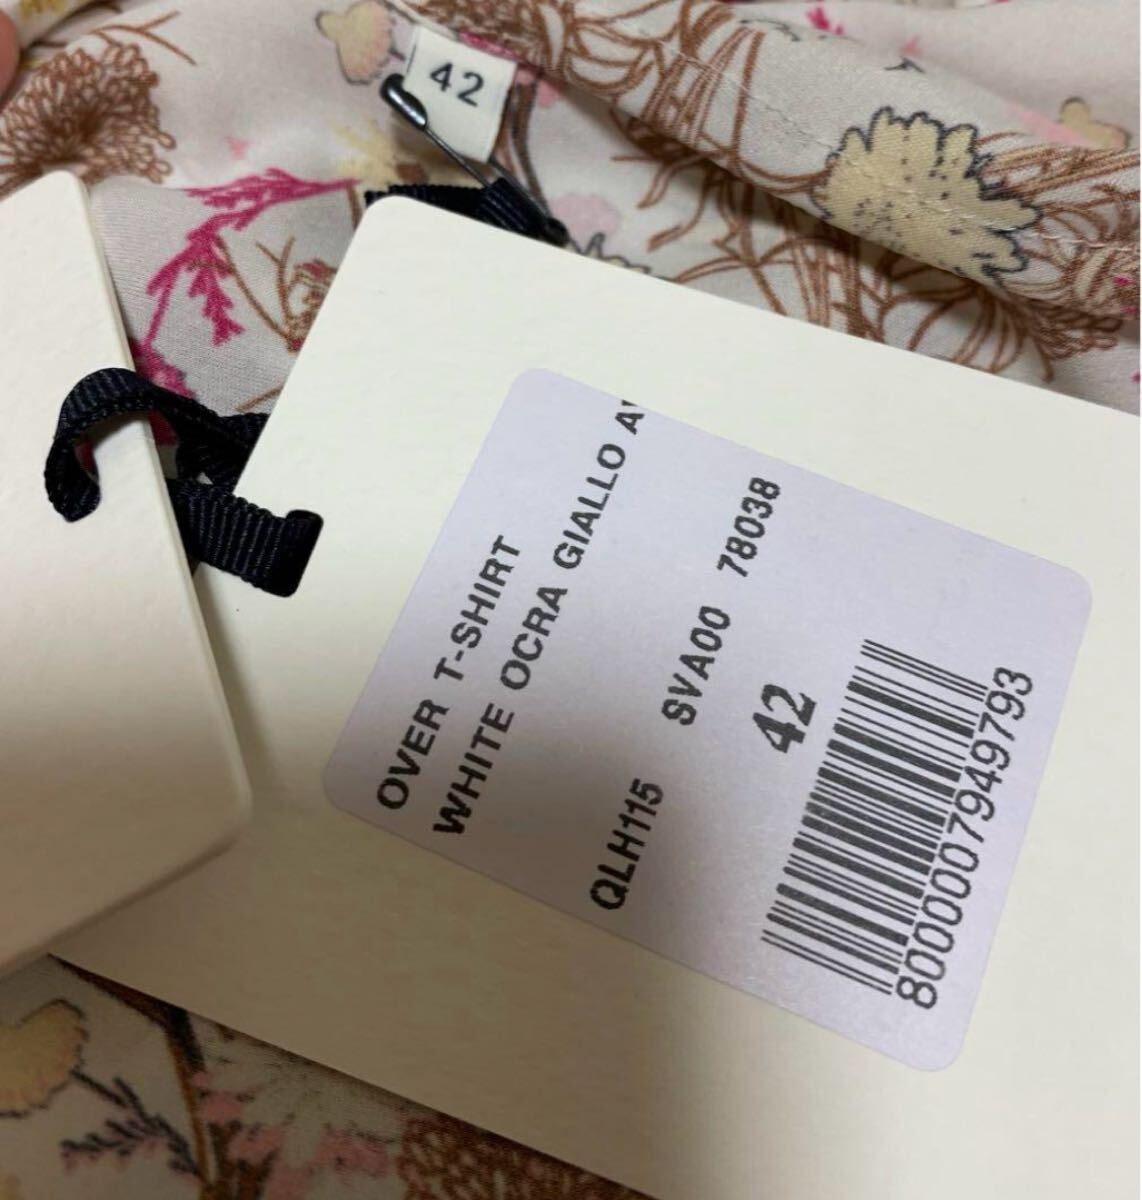 42
OVER T-SHIRT
WHITE OCRA GIALLO
QLH115 SVA00 78038
42
8000007949793